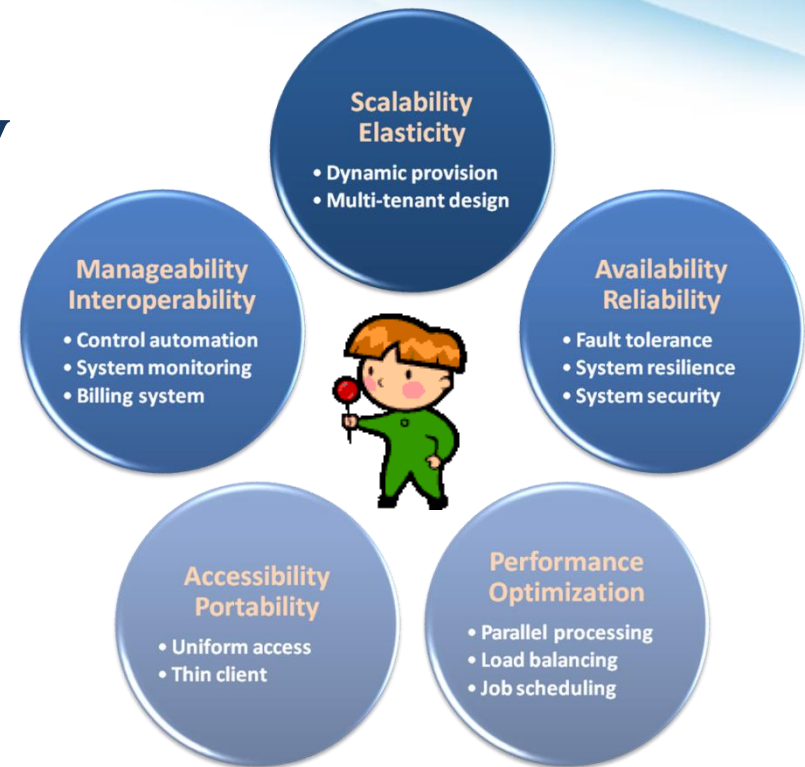 Scalability
Elasticity
• Dynamic provision
• Multi-tenant design
Manageability
Interoperability
• Control automation
• System monitoring
• Billing system
Availability
Reliability
• Fault tolerance
• System resilience
• System security
Accessibility
Portability
• Uniform access
• Thin client
Performance
Optimization
• Parallel processing
• Load balancing
• Job scheduling